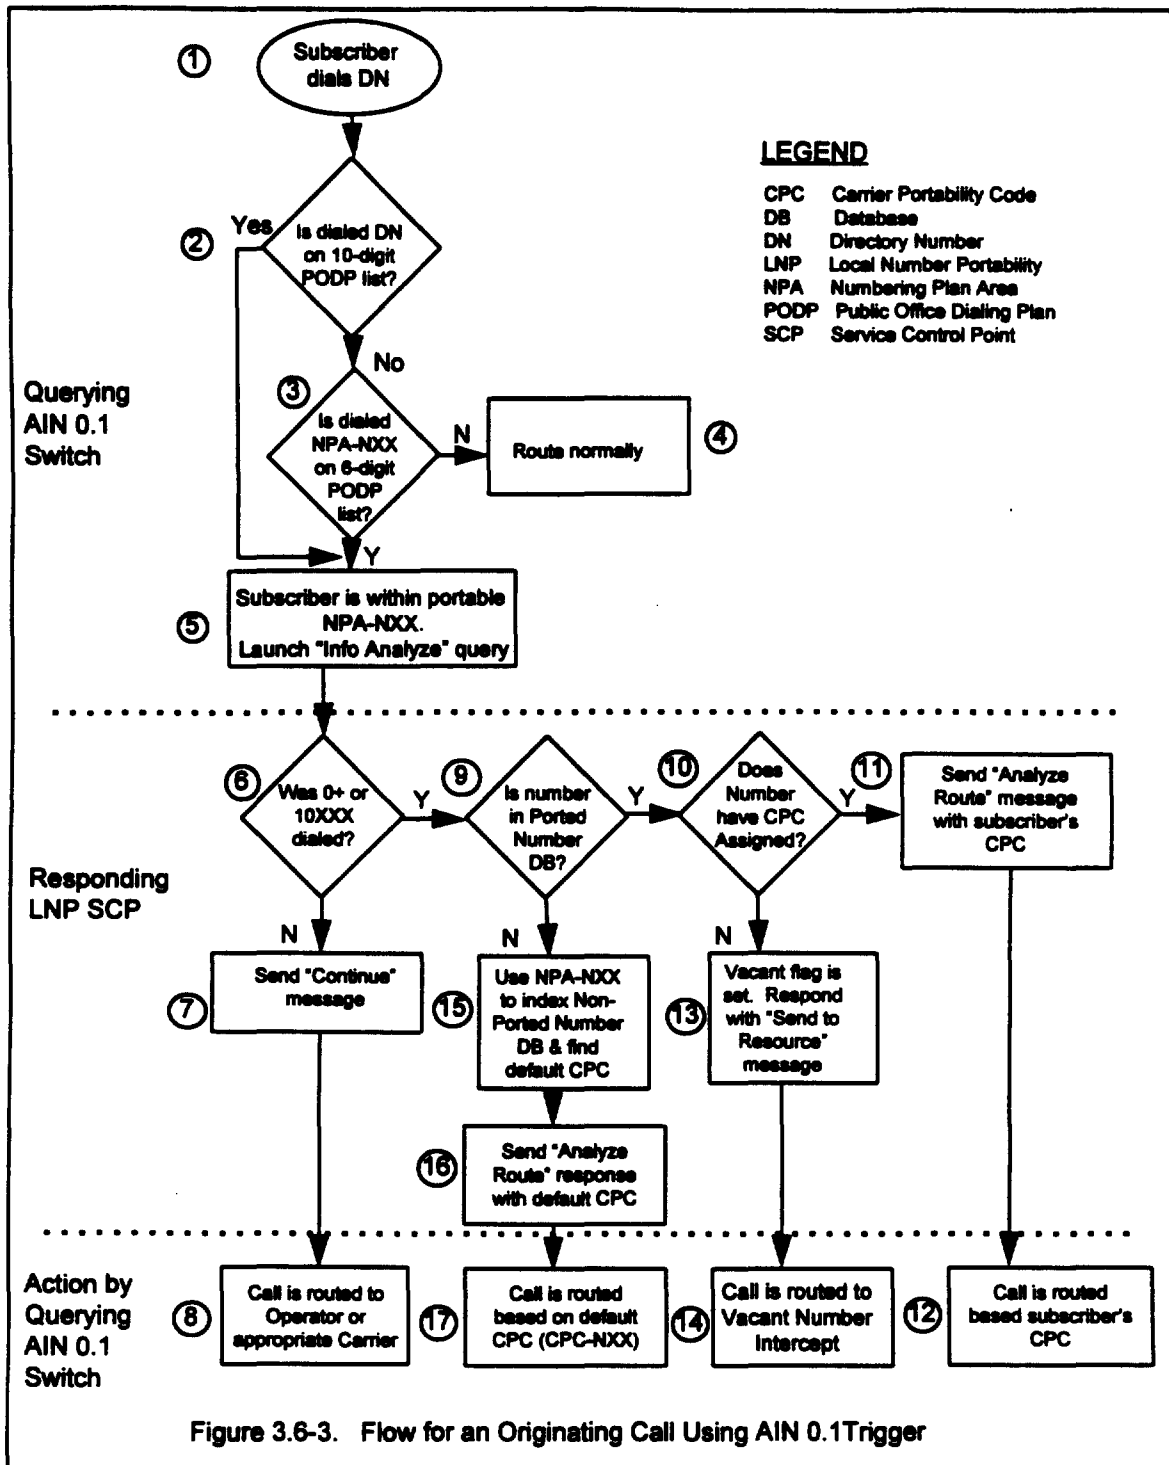 1
Subscriber
dials DN
LEGEND
CPC Carrier Portability Code
DB Database
DN Directory Number
LNP Local Number Portability
NPA Numbering Plan Area
PODP Public Office Dialing Plan
SCP Service Control Point
Yes
2
Is dialed DN
on 10-digit
PODP list?
No
Querying
AIN 0.1
Switch
3
Is dialed
NPA-NXX
on 6-digit
PODP
list?
N
Route normally
4
Y
5
Subscriber is within portable
NPA-NXX.
Launch "Info Analyze" query
Responding
LNP SCP
6
Was 0+ or
10XXX
dialed?
Y
9
Is number
in Ported
Number
DB?
Y
10
Does
Number
have CPC
Assigned?
Y
11
Send "Analyze
Route" message
with subscriber's
CPC
N
7
Send "Continue"
message
N
15
Use NPA-NXX
to index Non-
Ported Number
DB & find
default CPC
N
13
Vacant flag is
set. Respond
with "Send to
Resource"
message
16
Send "Analyze
Route" response
with default CPC
Action by
Querying
AIN 0.1
Switch
8
Call is routed to
Operator or
appropriate Carrier
17
Call is routed
based on default
CPC (CPC-NXX)
14
Call is routed to
Vacant Number
Intercept
12
Call is routed
based subscriber's
CPC
Figure 3.6-3. Flow for an Originating Call Using AIN 0.1Trigger